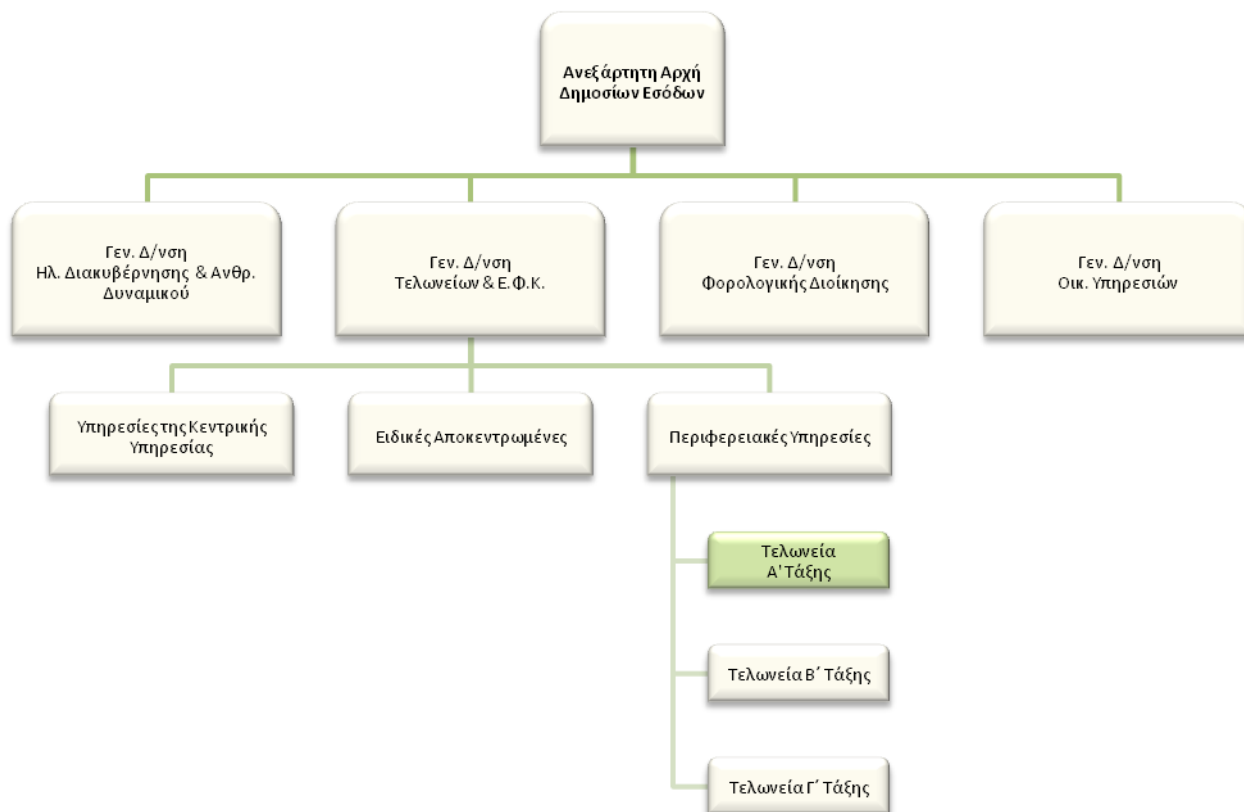 Ανεξάρτητη Αρχή
Δημοσίων Εσόδων
Γεν. Δ/νση
Ηλ. Διακυβέρνησης & Ανθρ.
Δυναμικού
Γεν. Δ/νση
Τελωνείων & Ε.Φ.Κ.
Γεν. Δ/νση
Φορολογικής Διοίκησης
Γεν. Δ/νση
Οικ. Υπηρεσιών
Υπηρεσίες της Κεντρικής
Υπηρεσίας
Ειδικές Αποκεντρωμένες
Περιφερειακές Υπηρεσίες
Τελωνεία
Α' Τάξης
Τελωνεία Β΄ Τάξης
Τελωνεία Γ΄ Τάξης